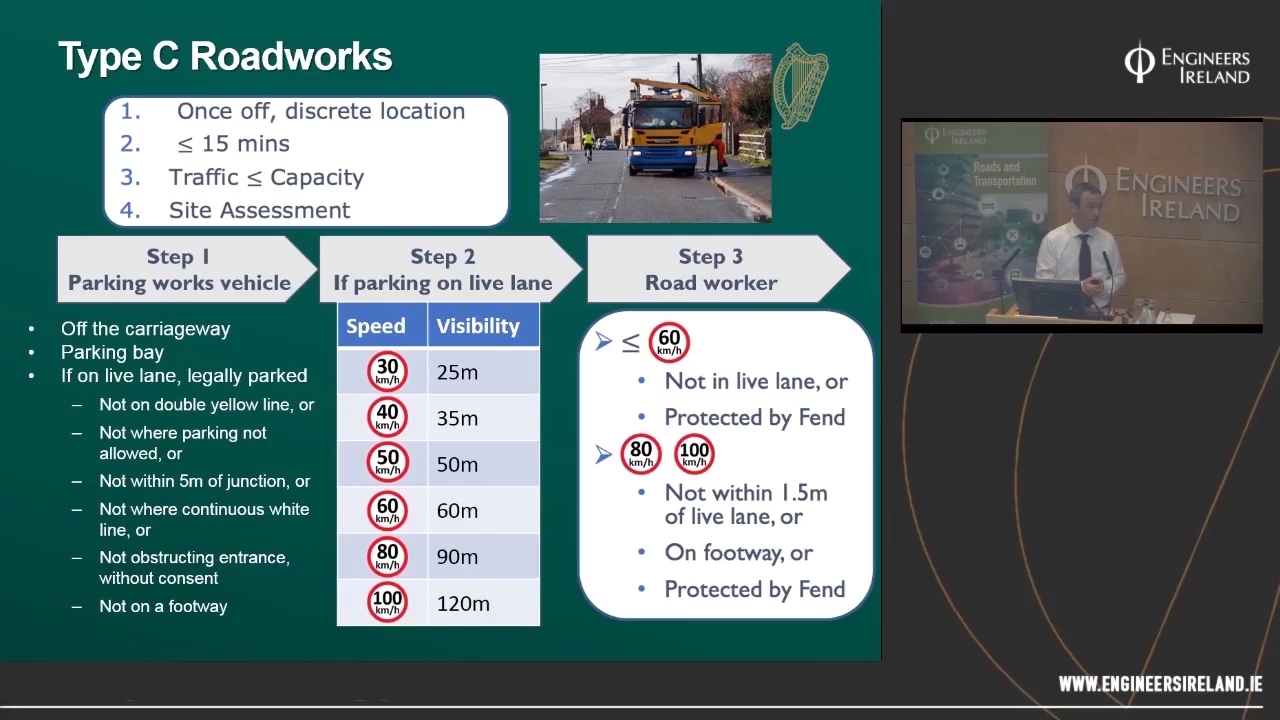 Type C Roadworks
1. Once off, discrete location
2. ≤ 15 mins
3. Traffic ≤ Capacity
4. Site Assessment
Step 1
Parking works vehicle
Step 2
If parking on live lane
Step 3
Road worker
• Off the carriageway
• Parking bay
• If on live lane, legally parked
– Not on double yellow line, or
– Not where parking not
allowed, or
– Not within 5m of junction, or
– Not where continuous white
line, or
– Not obstructing entrance,
without consent
– Not on a footway
Speed Visibility
30 km/h 25m
40 km/h 35m
50 km/h 50m
60 km/h 60m
80 km/h 90m
100 km/h 120m
≤ 60 km/h
• Not in live lane, or
• Protected by Fend
80 km/h 100 km/h
• Not within 1.5m
of live lane, or
• On footway, or
• Protected by Fend
ENGINEERS
IRELAND
ENGINEERS
IRELAND
Roads and
Transportation
ENGINEERS
IRELAND
WWW.ENGINEERSIRELAND.IE